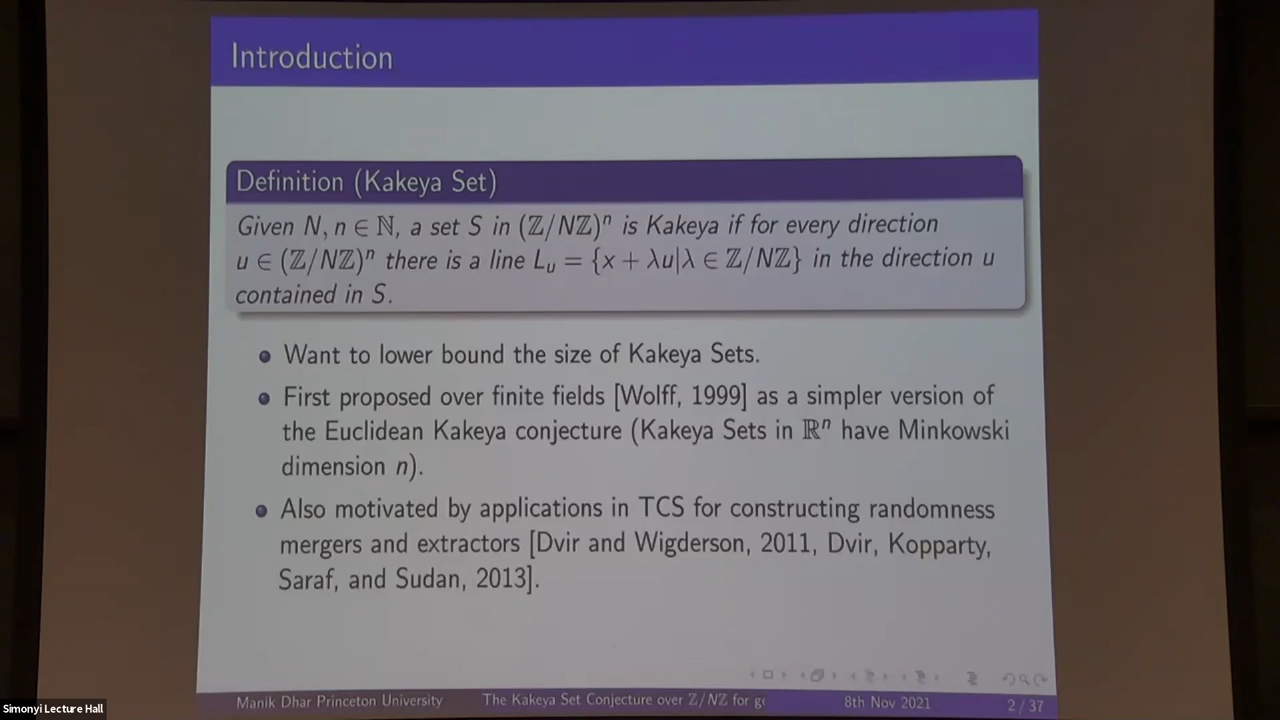 Introduction
Definition (Kakeya Set)
Given N, n ∈ ℕ, a set S in (ℤ/Nℤ)ⁿ is Kakeya if for every direction
u ∈ (ℤ/Nℤ)ⁿ there is a line Lᵤ = {x + λu|λ ∈ ℤ/Nℤ} in the direction u
contained in S.
Want to lower bound the size of Kakeya Sets.
First proposed over finite fields [Wolff, 1999] as a simpler version of
the Euclidean Kakeya conjecture (Kakeya Sets in ℝⁿ have Minkowski
dimension n).
Also motivated by applications in TCS for constructing randomness
mergers and extractors [Dvir and Wigderson, 2011, Dvir, Kopparty,
Saraf, and Sudan, 2013].
Manik Dhar Princeton University The Kakeya Set Conjecture over ℤ/Nℤ for ge 8th Nov 2021 2 / 37
Simonyi Lecture Hall